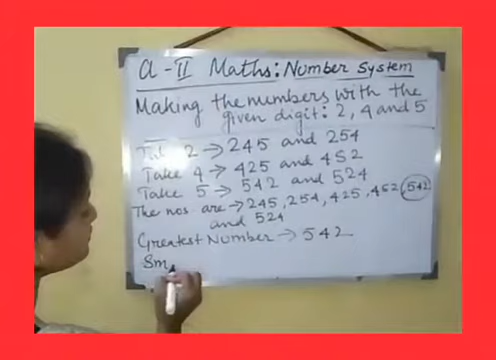 Cl - II Maths: Number System
Making the numbers with the
given digit: 2, 4 and 5
Take 2 → 245 and 254
Take 4 → 425 and 452
Take 5 → 542 and 524
The nos. are → 245, 254, 425, 452, 542
and 524
Greatest Number → 542
Sm